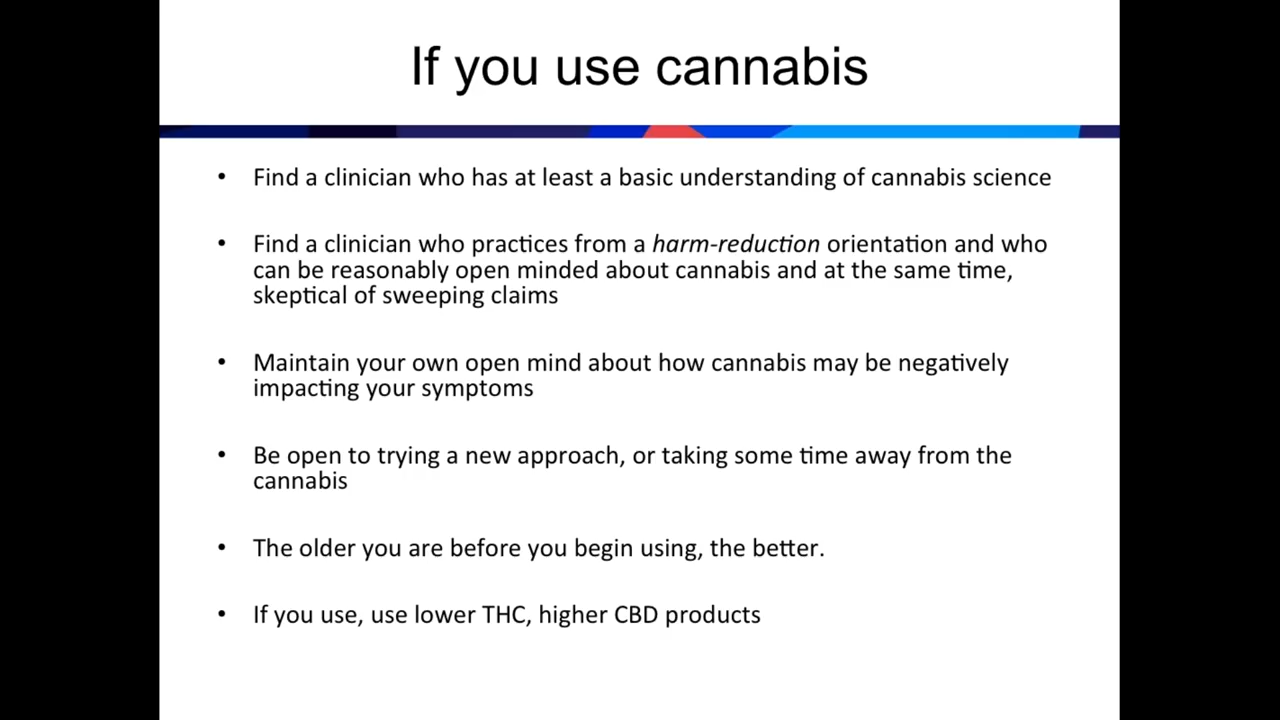 If you use cannabis
• Find a clinician who has at least a basic understanding of cannabis science
• Find a clinician who practices from a harm-reduction orientation and who
can be reasonably open minded about cannabis and at the same time,
skeptical of sweeping claims
• Maintain your own open mind about how cannabis may be negatively
impacting your symptoms
• Be open to trying a new approach, or taking some time away from the
cannabis
• The older you are before you begin using, the better.
• If you use, use lower THC, higher CBD products